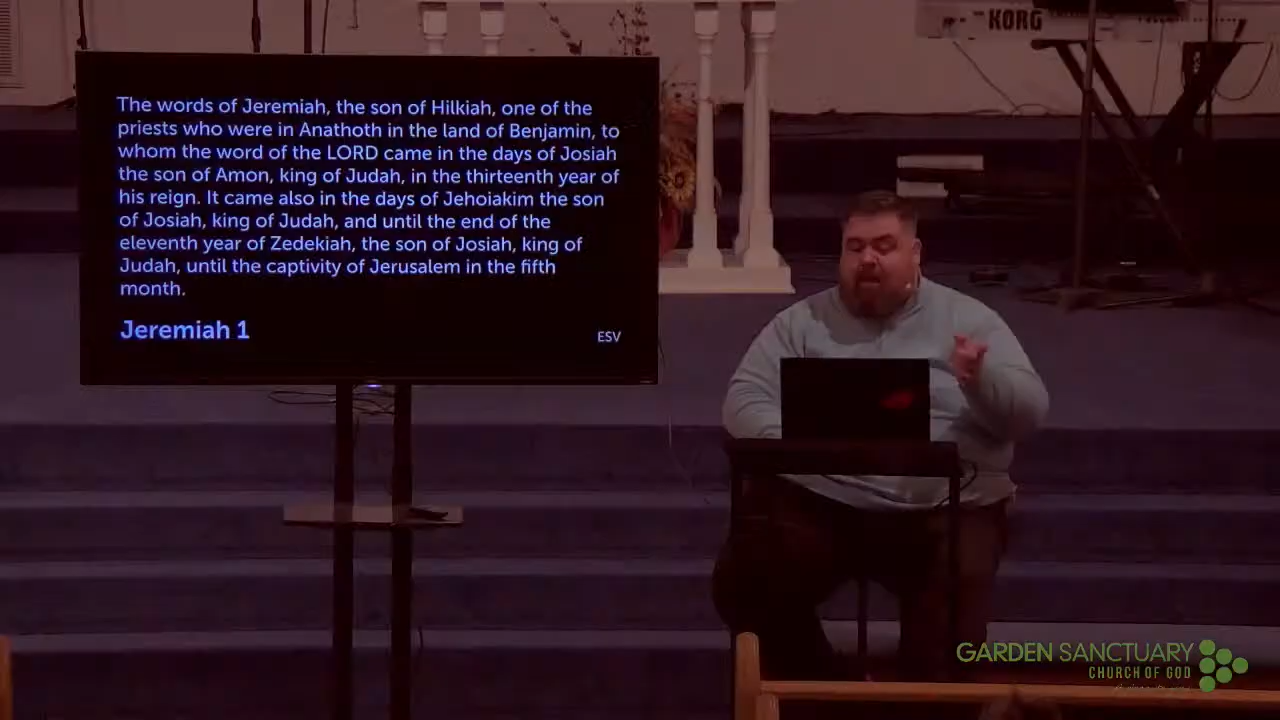 KORG
The words of Jeremiah, the son of Hilkiah, one of the
priests who were in Anathoth in the land of Benjamin, to
whom the word of the LORD came in the days of Josiah
the son of Amon, king of Judah, in the thirteenth year of
his reign. It came also in the days of Jehoiakim the son
of Josiah, king of Judah, and until the end of the
eleventh year of Zedekiah, the son of Josiah, king of
Judah, until the captivity of Jerusalem in the fifth
month.
Jeremiah 1
ESV
GARDEN SANCTUARY
CHURCH OF GOD